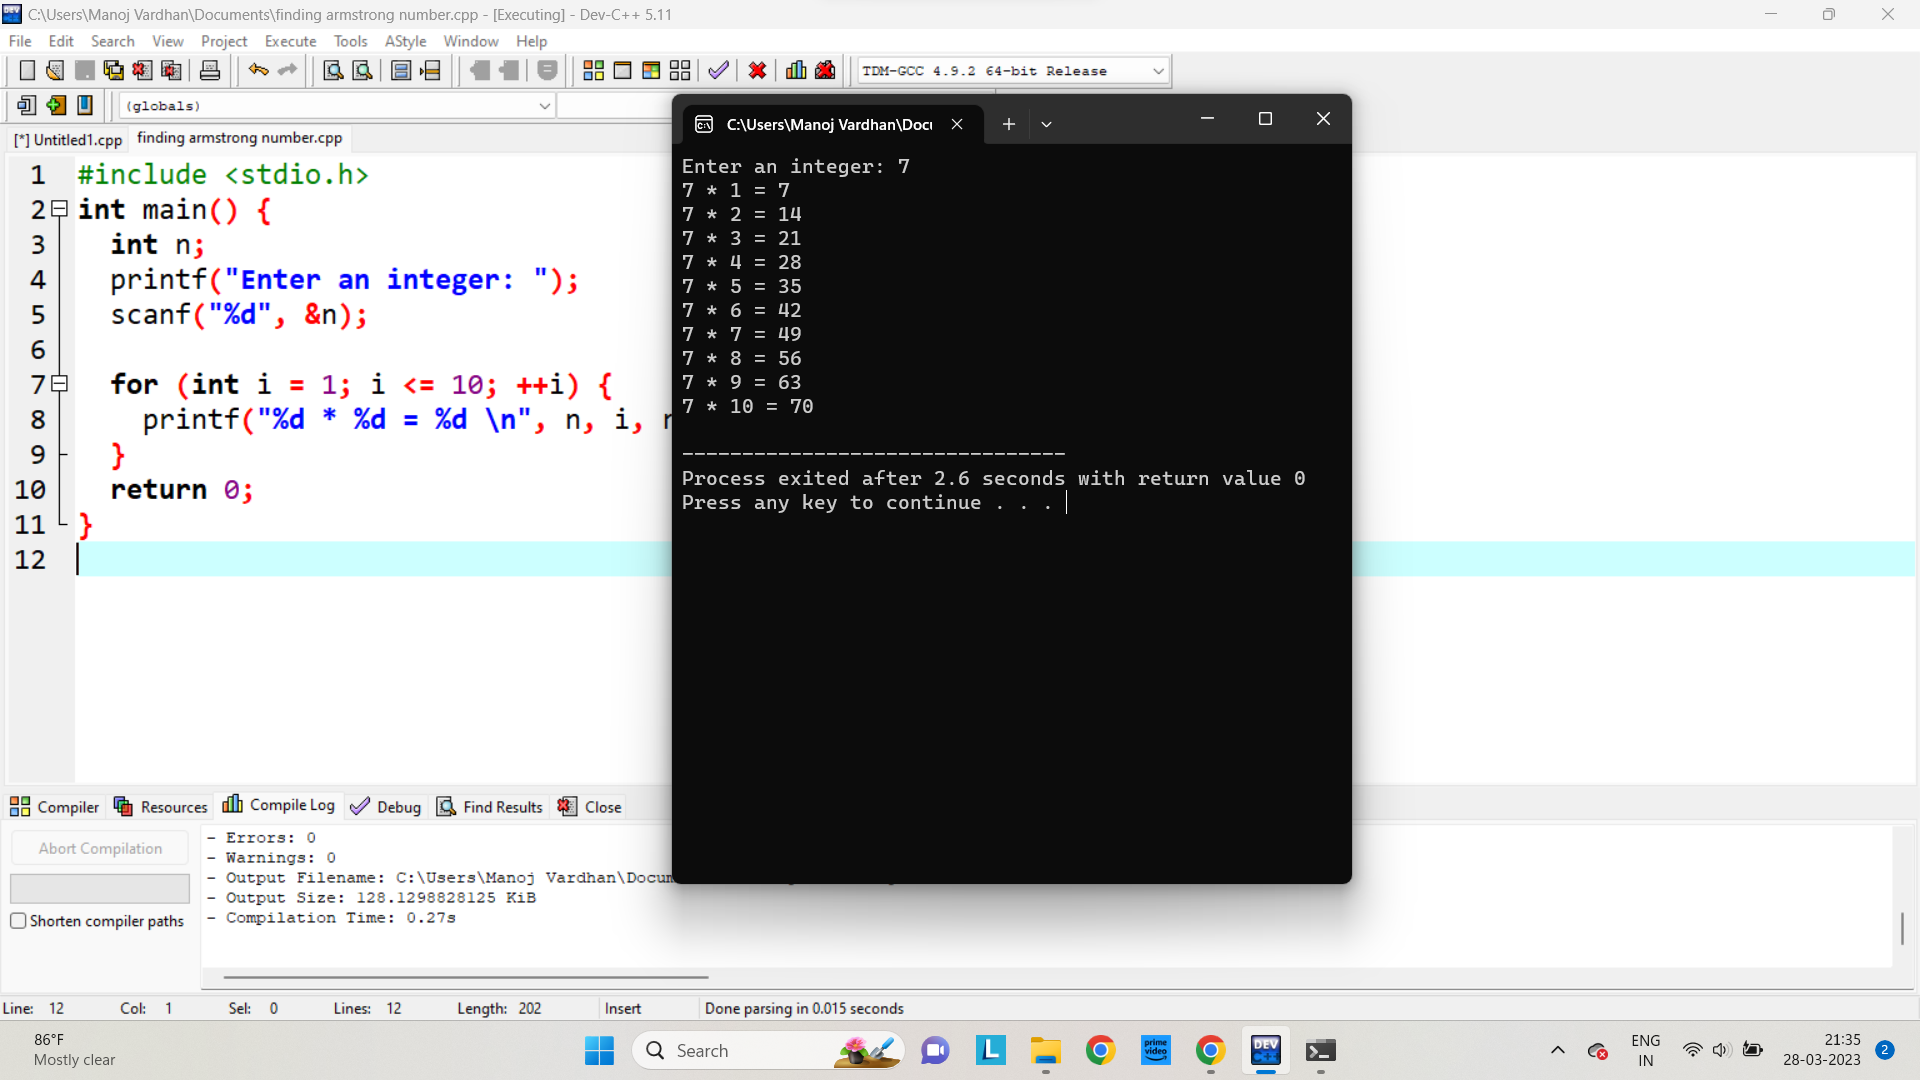 C:\Users\Manoj Vardhan\Documents\finding armstrong number.cpp - [Executing] - Dev-C++ 5.11
File Edit Search View Project Execute Tools AStyle Window Help
TDM-GCC 4.9.2 64-bit Release
(globals)
[*] Untitled1.cpp finding armstrong number.cpp
1 #include <stdio.h>
2 int main() {
3 int n;
4 printf("Enter an integer: ");
5 scanf("%d", &n);
6
7 for (int i = 1; i <= 10; ++i) {
8 printf("%d * %d = %d \n", n, i,
9 }
10 return 0;
11 }
12
C:\Users\Manoj Vardhan\Docu
Enter an integer: 7
7 * 1 = 7
7 * 2 = 14
7 * 3 = 21
7 * 4 = 28
7 * 5 = 35
7 * 6 = 42
7 * 7 = 49
7 * 8 = 56
7 * 9 = 63
7 * 10 = 70
--------------------------------
Process exited after 2.6 seconds with return value 0
Press any key to continue . . .
Compiler Resources Compile Log Debug Find Results Close
Abort Compilation
Shorten compiler paths
- Errors: 0
- Warnings: 0
- Output Filename: C:\Users\Manoj Vardhan\Docum
- Output Size: 128.1298828125 KiB
- Compilation Time: 0.27s
Line: 12 Col: 1 Sel: 0 Lines: 12 Length: 202 Insert Done parsing in 0.015 seconds
86°F
Mostly clear
Search
L
prime video
DEV C++
ENG
IN
21:35
28-03-2023
2